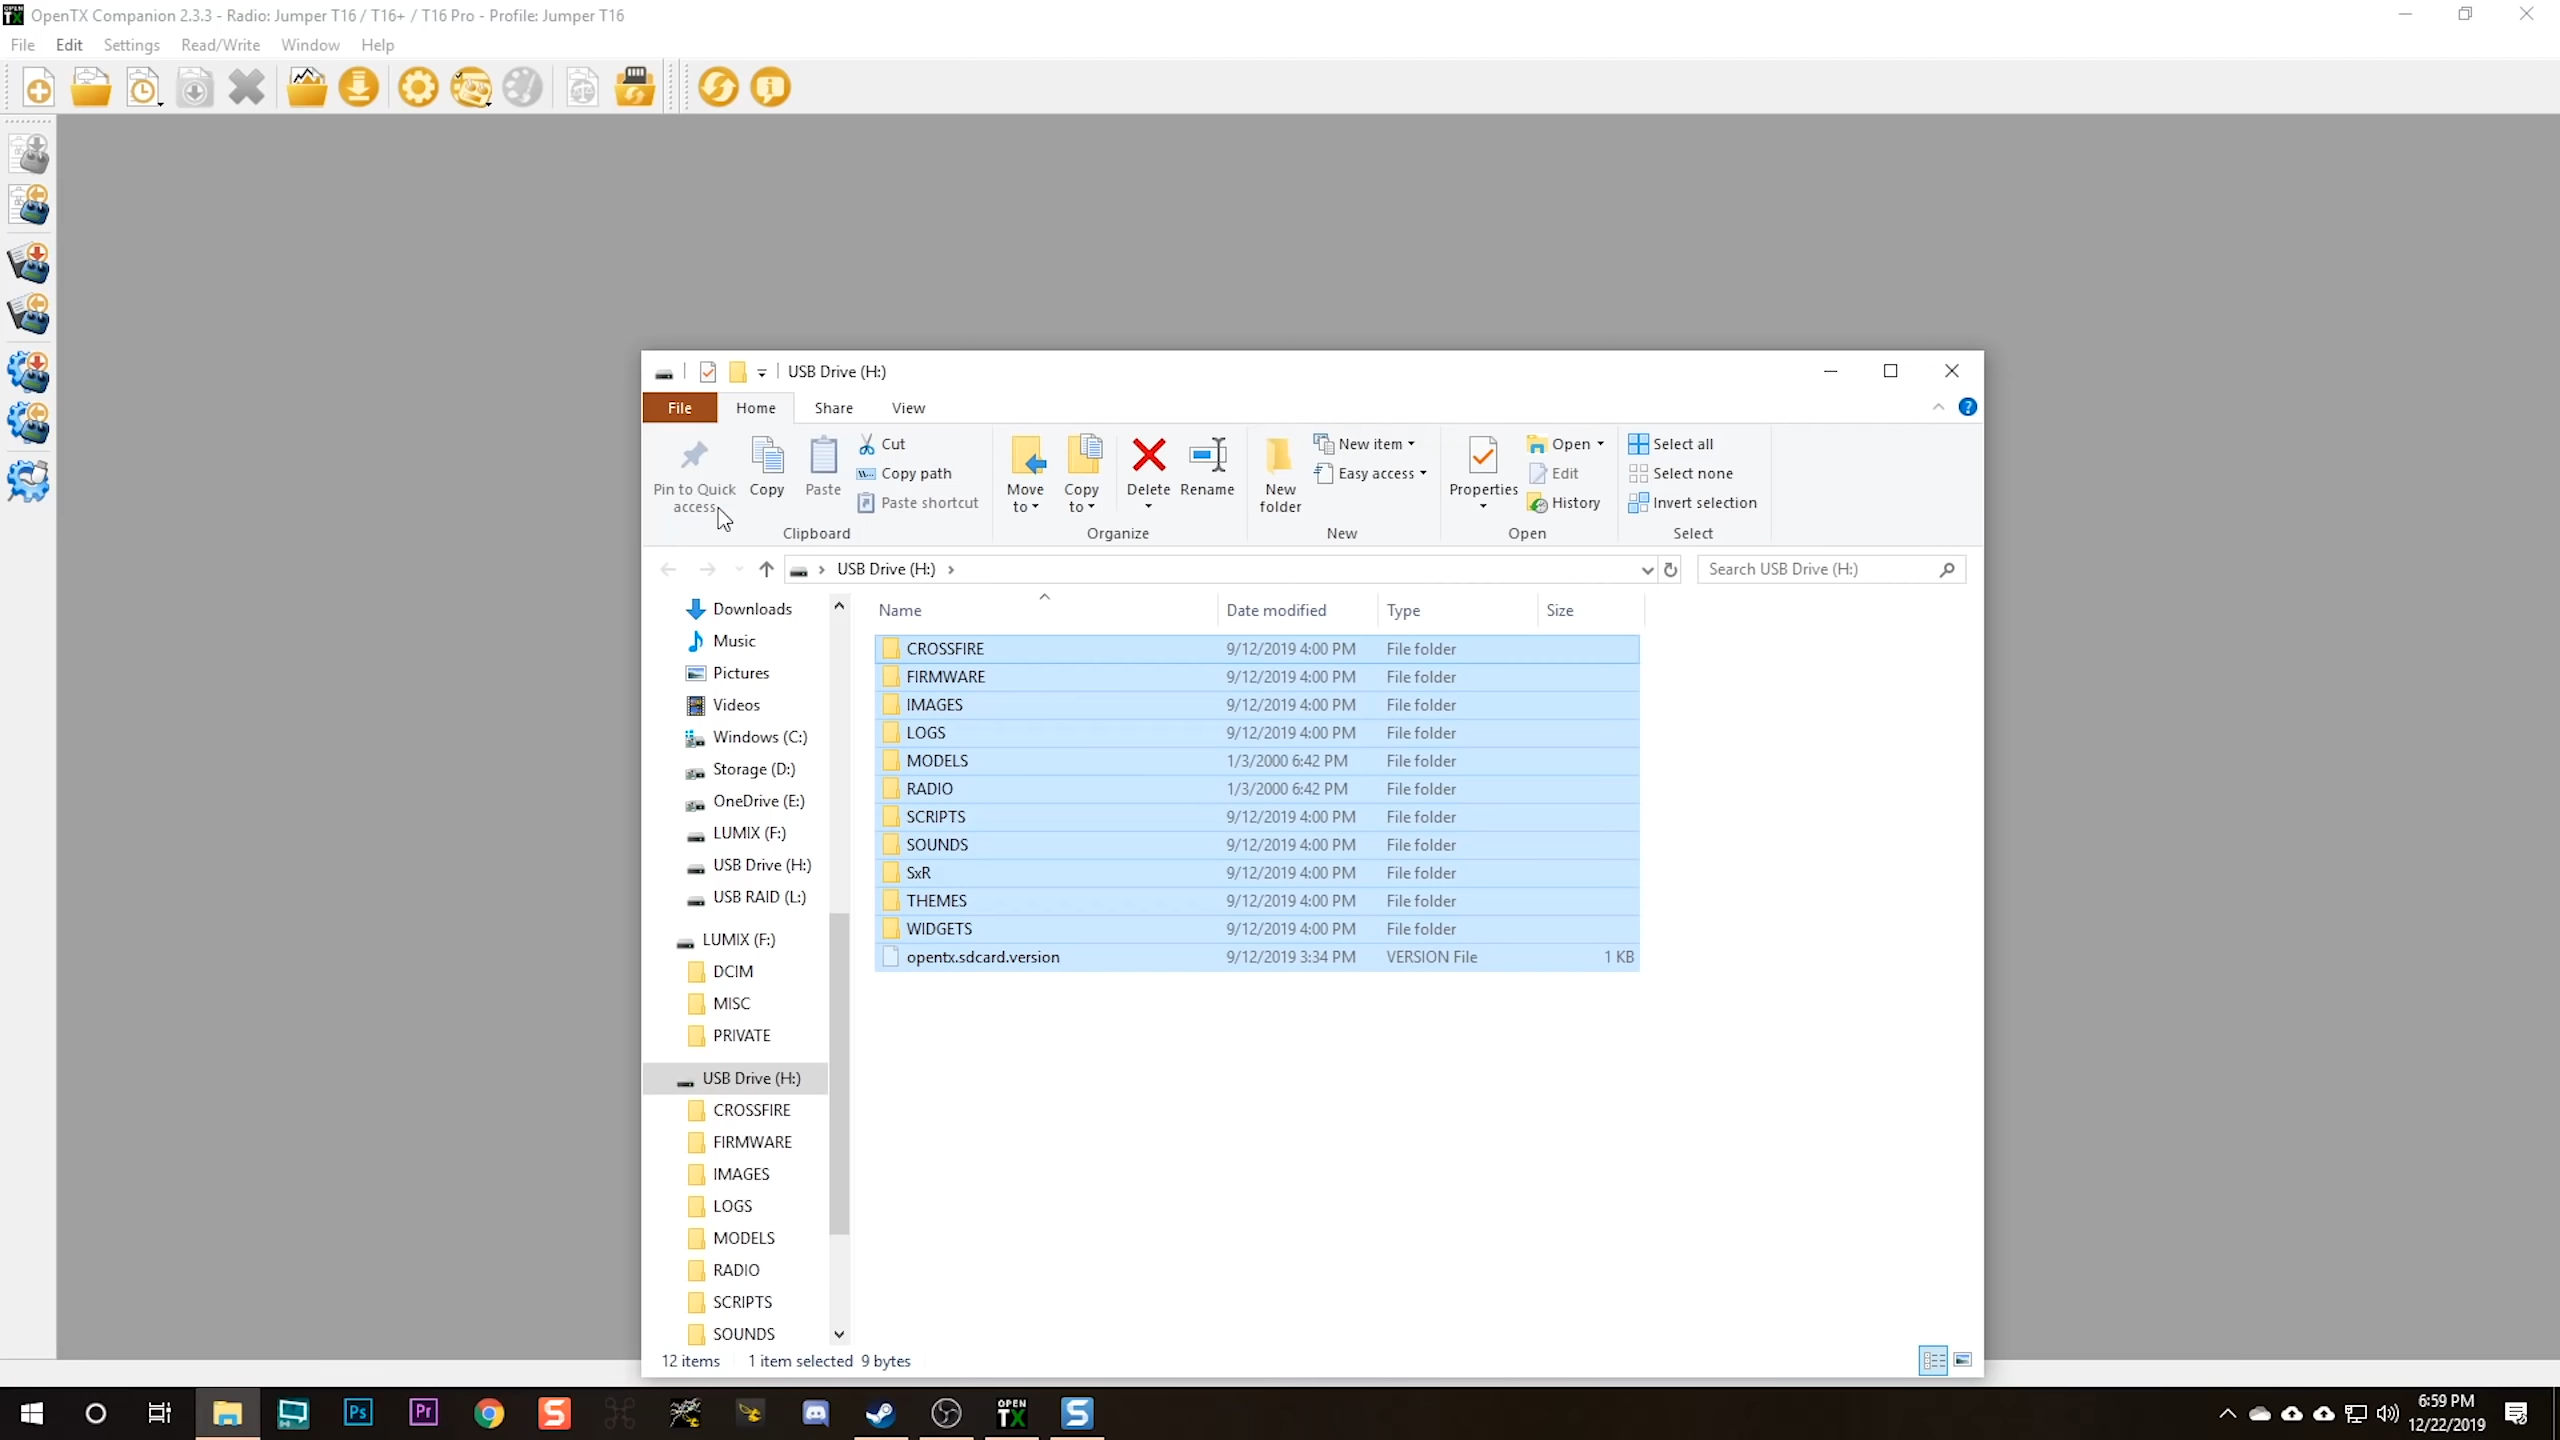 OpenTX Companion 2.3.3 - Radio: Jumper T16 / T16+ / T16 Pro - Profile: Jumper T16
File Edit Settings Read/Write Window Help
USB Drive (H:)
File Home Share View
Pin to Quick access
Copy
Paste
Cut
Copy path
Paste shortcut
Clipboard
Move to
Copy to
Delete
Rename
Organize
New folder
New item
Easy access
New
Properties
Open
Edit
History
Open
Select all
Select none
Invert selection
Select
USB Drive (H:)
Search USB Drive (H:)
Downloads
Music
Pictures
Videos
Windows (C:)
Storage (D:)
OneDrive (E:)
LUMIX (F:)
USB Drive (H:)
USB RAID (L:)
LUMIX (F:)
DCIM
MISC
PRIVATE
USB Drive (H:)
CROSSFIRE
FIRMWARE
IMAGES
LOGS
MODELS
RADIO
SCRIPTS
SOUNDS
Name Date modified Type Size
CROSSFIRE 9/12/2019 4:00 PM File folder
FIRMWARE 9/12/2019 4:00 PM File folder
IMAGES 9/12/2019 4:00 PM File folder
LOGS 9/12/2019 4:00 PM File folder
MODELS 1/3/2000 6:42 PM File folder
RADIO 1/3/2000 6:42 PM File folder
SCRIPTS 9/12/2019 4:00 PM File folder
SOUNDS 9/12/2019 4:00 PM File folder
SxR 9/12/2019 4:00 PM File folder
THEMES 9/12/2019 4:00 PM File folder
WIDGETS 9/12/2019 4:00 PM File folder
opentx.sdcard.version 9/12/2019 3:34 PM VERSION File 1 KB
12 items 1 item selected 9 bytes
Ps
Pr
S
OPEN
TX
S
6:59 PM
12/22/2019